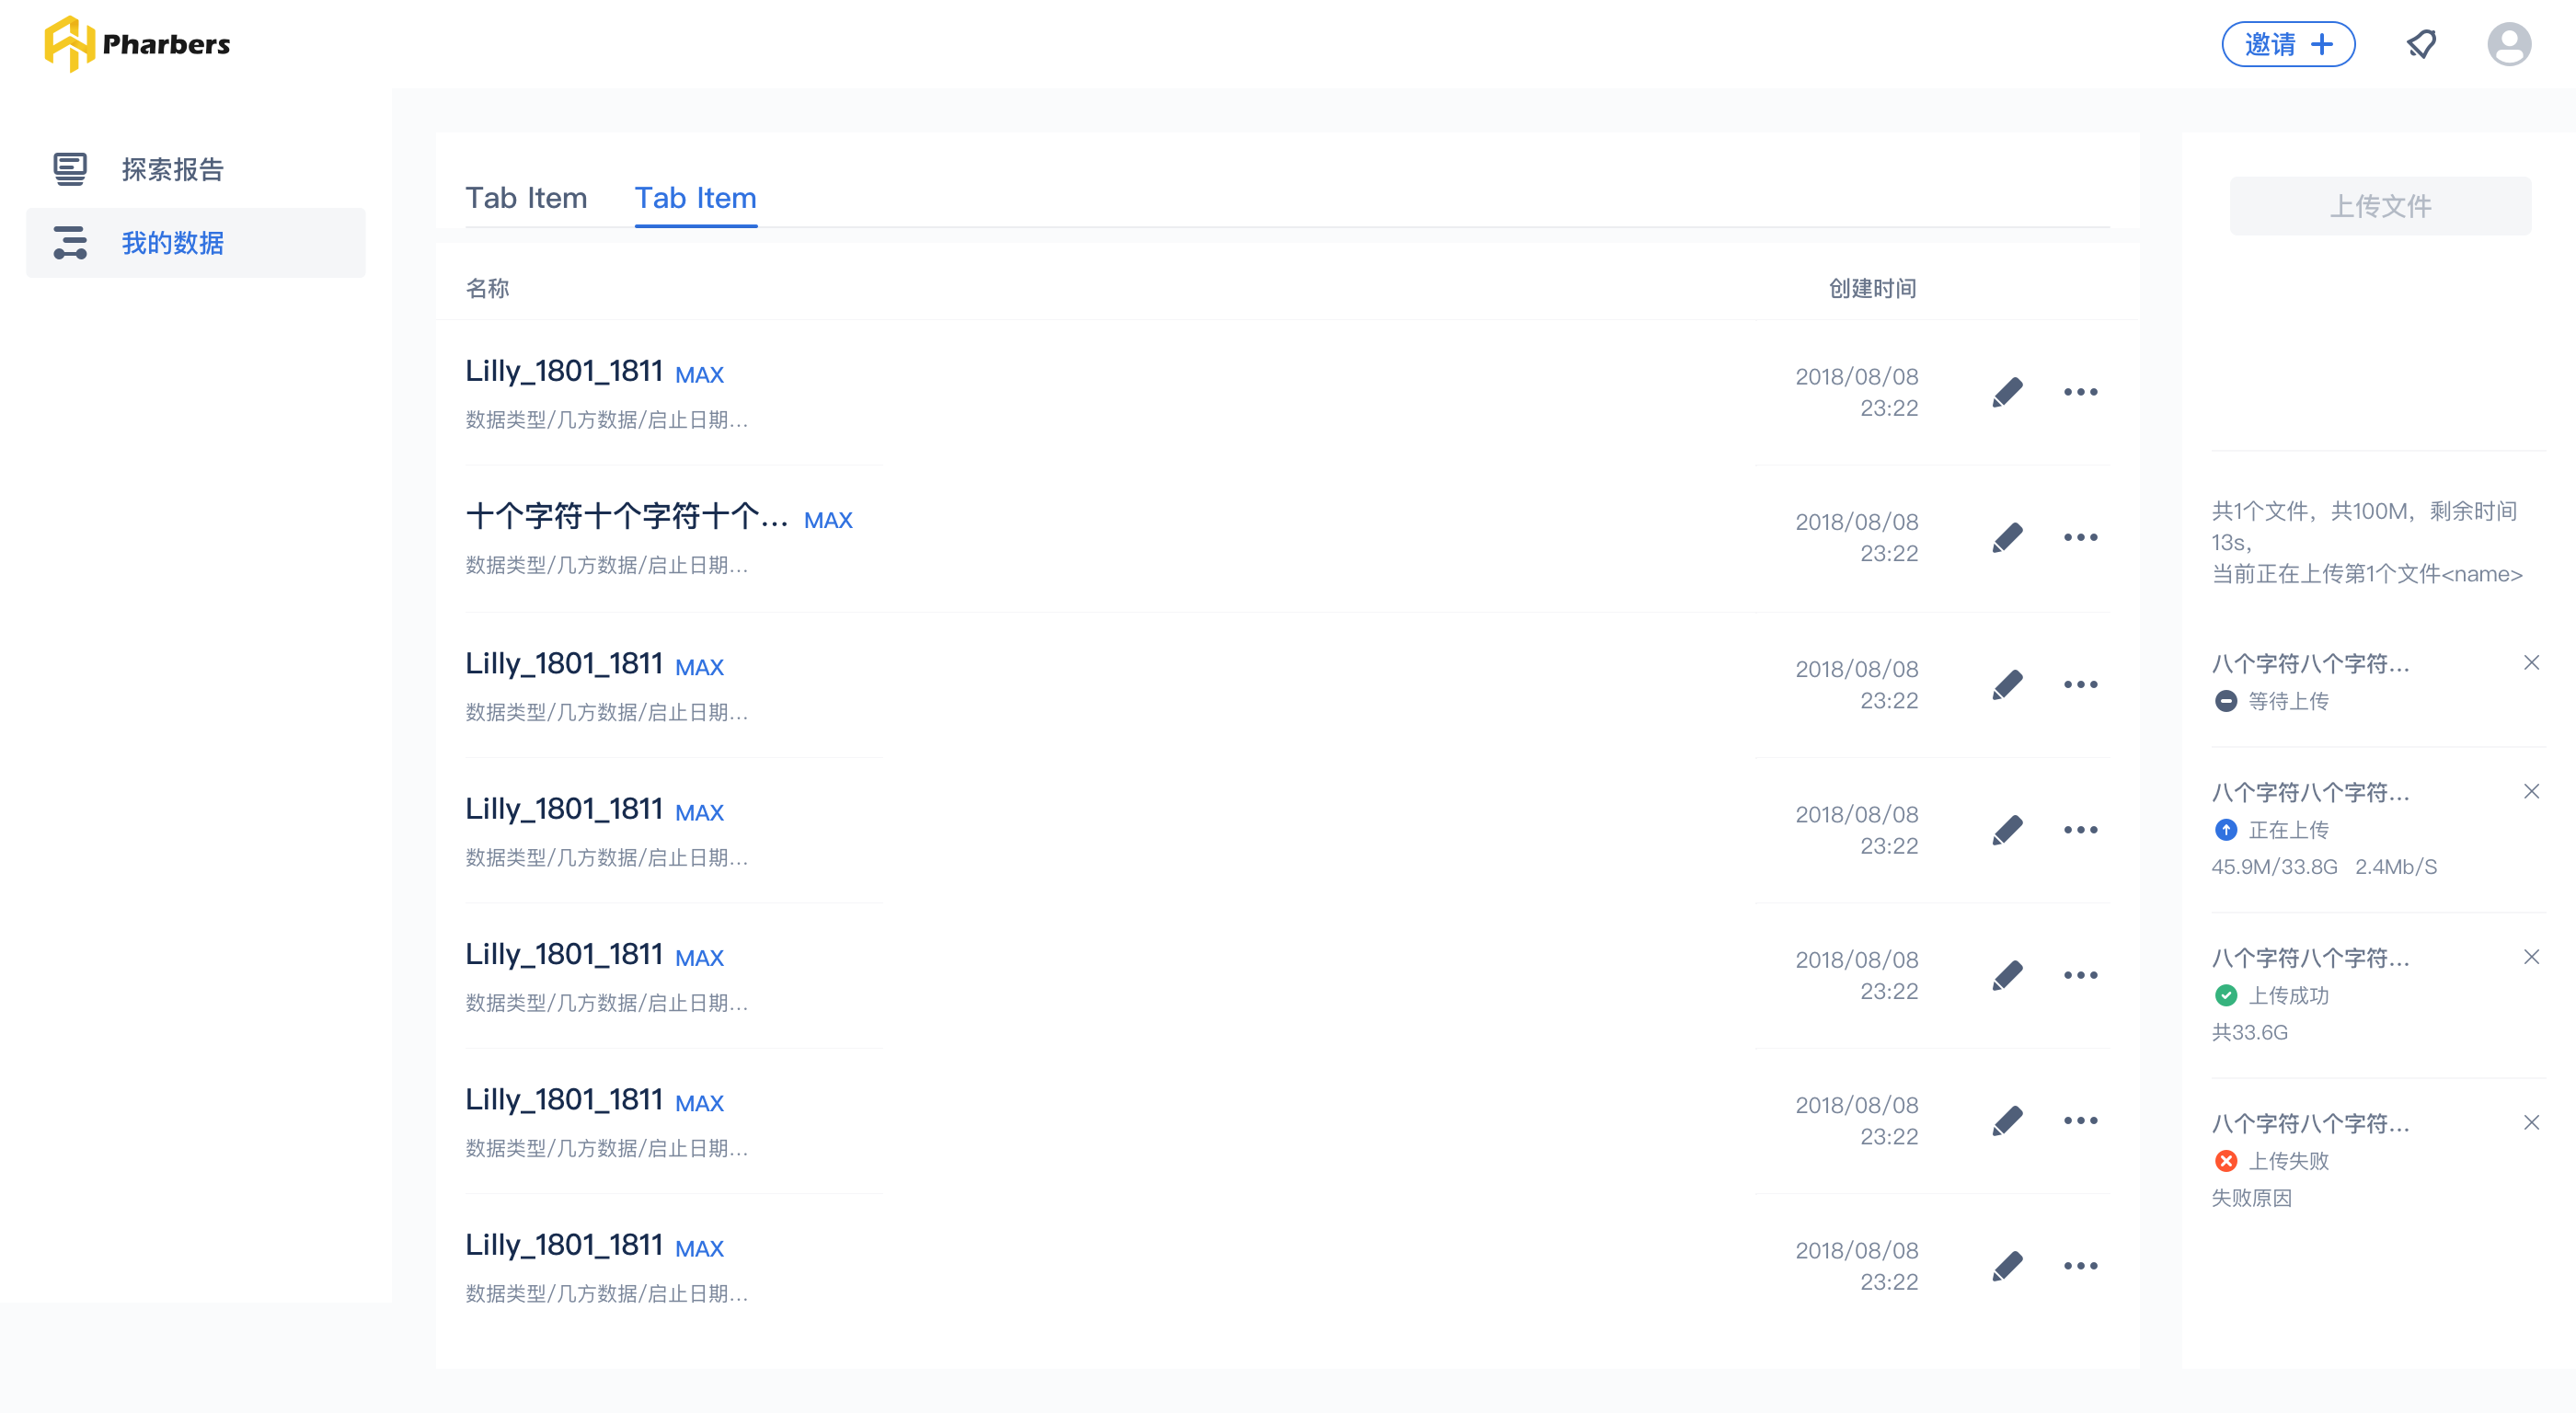 Pharbers
邀请
探索报告
我的数据
Tab Item
Tab Item
名称
创建时间
Lilly_1801_1811 MAX
数据类型/几方数据/启止日期...
2018/08/08
23:22
十个字符十个字符十个... MAX
数据类型/几方数据/启止日期...
2018/08/08
23:22
Lilly_1801_1811 MAX
数据类型/几方数据/启止日期...
2018/08/08
23:22
Lilly_1801_1811 MAX
数据类型/几方数据/启止日期...
2018/08/08
23:22
Lilly_1801_1811 MAX
数据类型/几方数据/启止日期...
2018/08/08
23:22
Lilly_1801_1811 MAX
数据类型/几方数据/启止日期...
2018/08/08
23:22
Lilly_1801_1811 MAX
数据类型/几方数据/启止日期...
2018/08/08
23:22
上传文件
共1个文件，共100M，剩余时间
13s，
当前正在上传第1个文件<name>
八个字符八个字符...
等待上传
八个字符八个字符...
正在上传
45.9M/33.8G 2.4Mb/S
八个字符八个字符...
上传成功
共33.6G
八个字符八个字符...
上传失败
失败原因